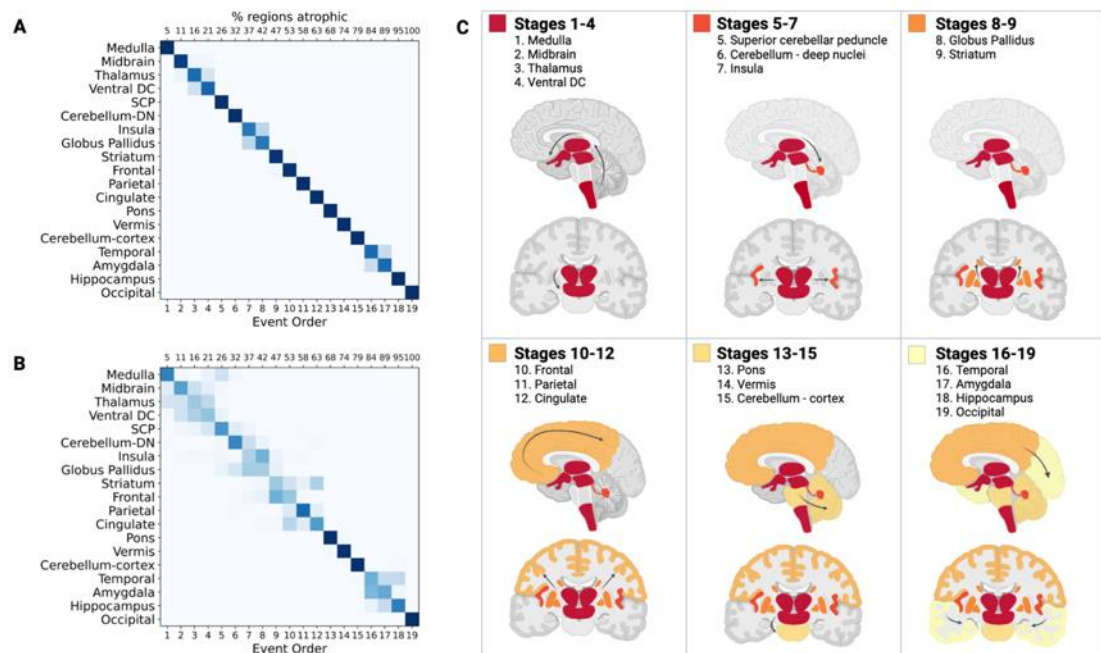 A
% regions atrophic
5 11 16 21 26 32 37 42 47 53 58 63 68 74 79 84 89 95 100
Medulla
Midbrain
Thalamus
Ventral DC
SCP
Cerebellum-DN
Insula
Globus Pallidus
Striatum
Frontal
Parietal
Cingulate
Pons
Vermis
Cerebellum-cortex
Temporal
Amygdala
Hippocampus
Occipital
1 2 3 4 5 6 7 8 9 10 11 12 13 14 15 16 17 18 19
Event Order
B
5 11 16 21 26 32 37 42 47 53 58 63 68 74 79 84 89 95 100
Medulla
Midbrain
Thalamus
Ventral DC
SCP
Cerebellum-DN
Insula
Globus Pallidus
Striatum
Frontal
Parietal
Cingulate
Pons
Vermis
Cerebellum-cortex
Temporal
Amygdala
Hippocampus
Occipital
1 2 3 4 5 6 7 8 9 10 11 12 13 14 15 16 17 18 19
Event Order
C
Stages 1-4
1. Medulla
2. Midbrain
3. Thalamus
4. Ventral DC
Stages 5-7
5. Superior cerebellar peduncle
6. Cerebellum - deep nuclei
7. Insula
Stages 8-9
8. Globus Pallidus
9. Striatum
Stages 10-12
10. Frontal
11. Parietal
12. Cingulate
Stages 13-15
13. Pons
14. Vermis
15. Cerebellum - cortex
Stages 16-19
16. Temporal
17. Amygdala
18. Hippocampus
19. Occipital